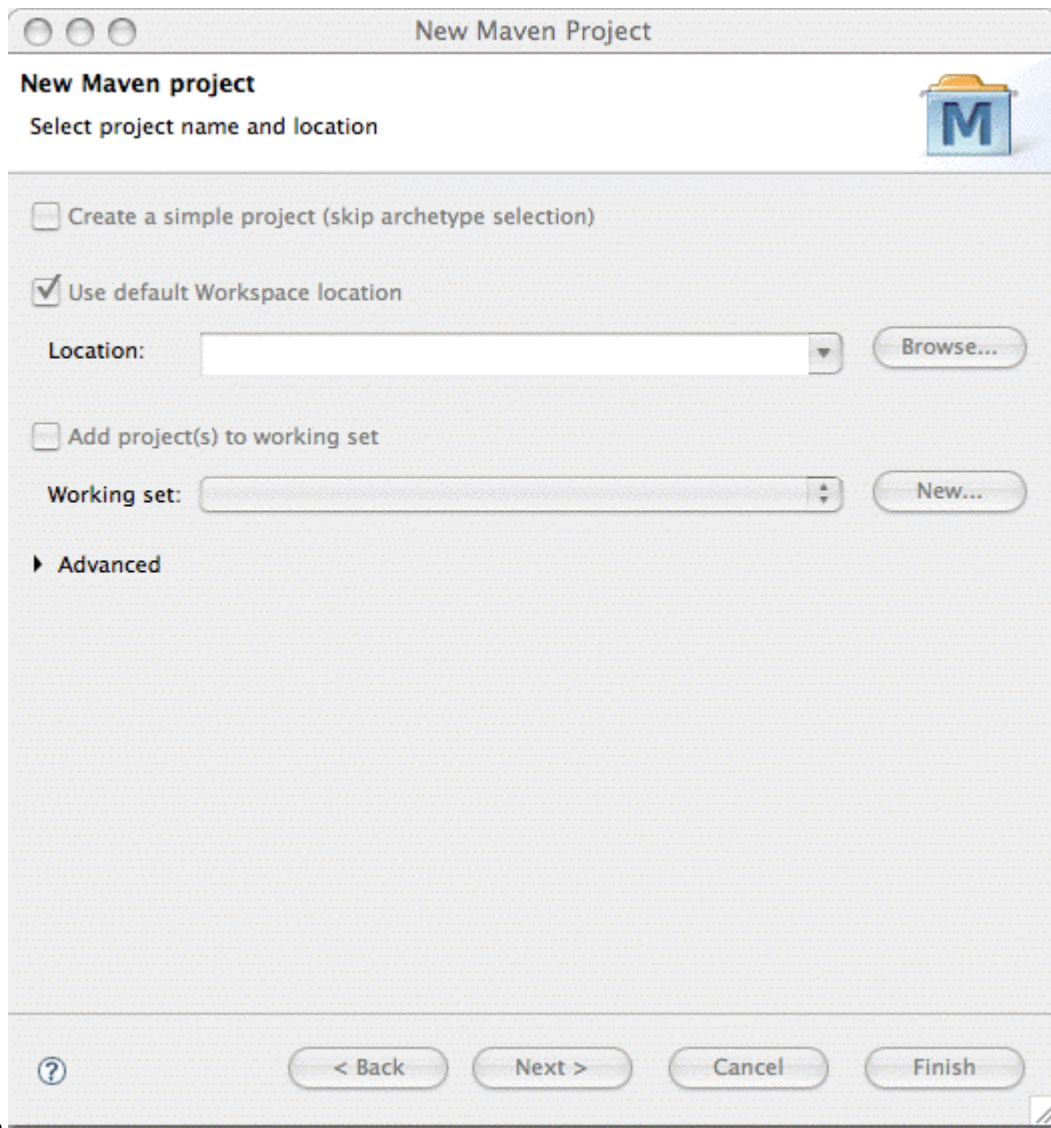 New Maven Project
New Maven project
Select project name and location
M
Create a simple project (skip archetype selection)
Use default Workspace location
Location:
Browse...
Add project(s) to working set
Working set:
New...
Advanced
?
< Back
Next >
Cancel
Finish